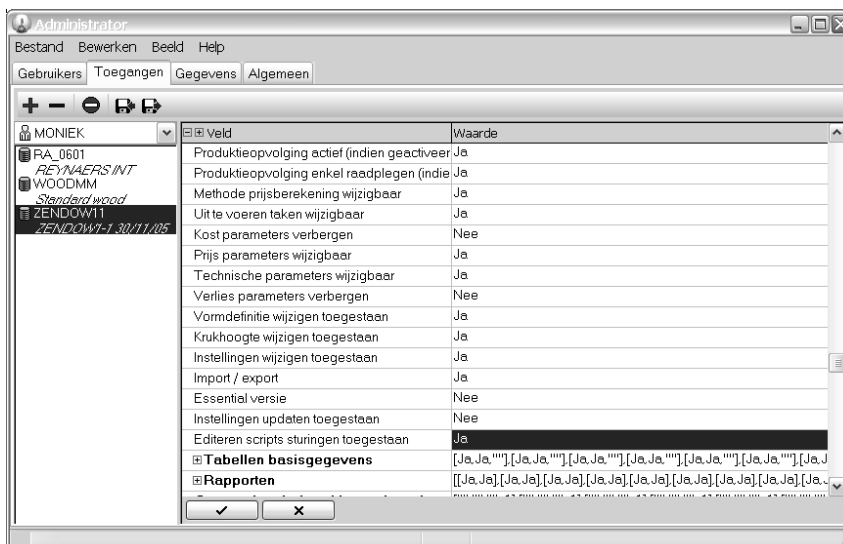 Administrator
Bestand Bewerken Beeld Help
Gebruikers Toegangen Gegevens Algemeen
MONIEK
Veld Waarde
RA_0601
REYNAERS INT
WOODMM
Standard wood
ZENDOW11
ZENDOW1-1 30/11/05
Produktieopvolging actief (indien geactiveer Ja
Produktieopvolging enkel raadplegen (indie Ja
Methode prijsberekening wijzigbaar Ja
Uit te voeren taken wijzigbaar Ja
Kost parameters verbergen Nee
Prijs parameters wijzigbaar Ja
Technische parameters wijzigbaar Ja
Verlies parameters verbergen Nee
Vormdefinitie wijzigen toegestaan Ja
Krukhoogte wijzigen toegestaan Ja
Instellingen wijzigen toegestaan Ja
Import / export Ja
Essential versie Nee
Instellingen updaten toegestaan Nee
Editeren scripts sturingen toegestaan Ja
Tabellen basisgegevens [Ja,Ja,""],[Ja,Ja,""],[Ja,Ja,""],[Ja,Ja,""],[Ja,Ja,""],[Ja,Ja,""],[Ja,J
Rapporten [[Ja,Ja],[Ja,Ja],[Ja,Ja],[Ja,Ja],[Ja,Ja],[Ja,Ja],[Ja,Ja],[Ja,Ja],[Ja,